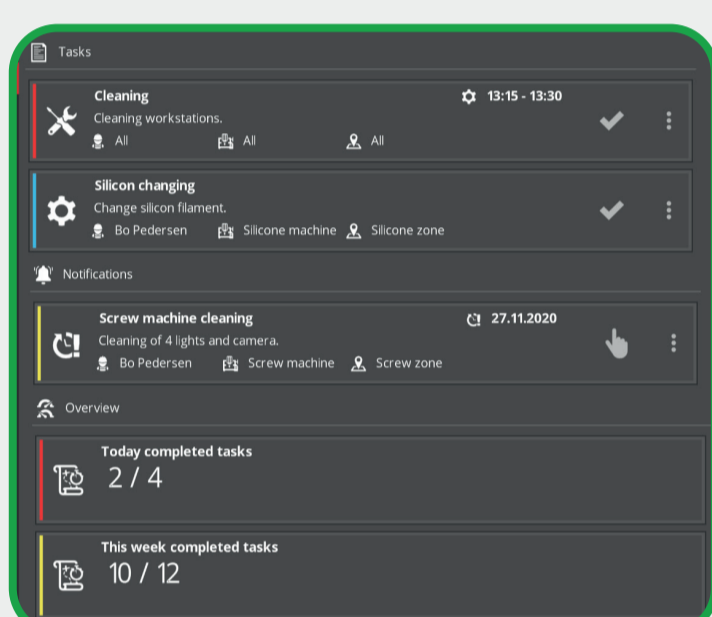 Tasks
Cleaning
13:15 - 13:30
Cleaning workstations.
All All All
Silicon changing
Change silicon filament.
Bo Pedersen Silicone machine Silicone zone
Notifications
Screw machine cleaning
27.11.2020
Cleaning of 4 lights and camera.
Bo Pedersen Screw machine Screw zone
Overview
Today completed tasks
2 / 4
This week completed tasks
10 / 12